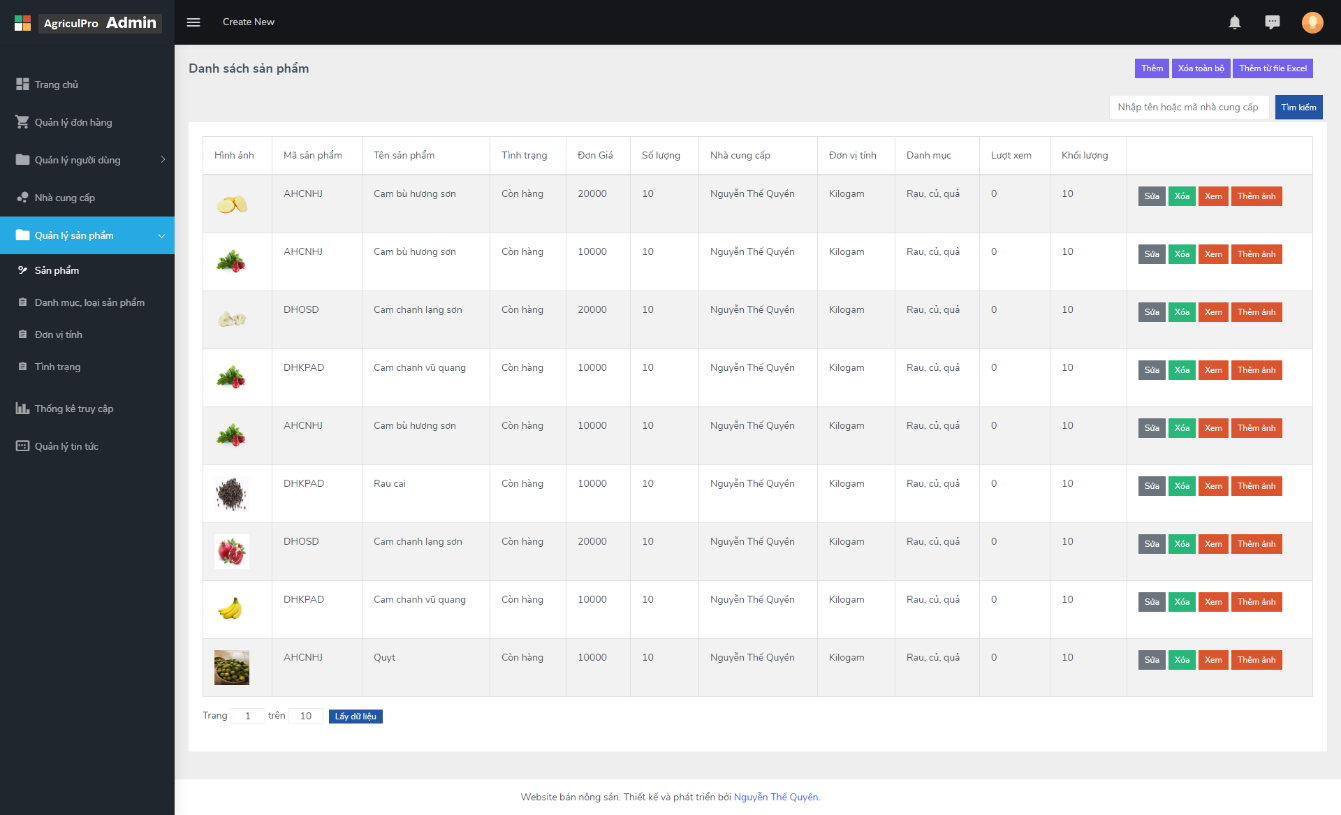 AgriculPro Admin
Create New
Trang chủ
Quản lý đơn hàng
Quản lý người dùng
Nhà cung cấp
Quản lý sản phẩm
Sản phẩm
Danh mục, loại sản phẩm
Đơn vị tính
Tình trạng
Thống kê truy cập
Quản lý tin tức
Danh sách sản phẩm
Thêm Xóa toàn bộ Thêm từ file Excel
Nhập tên hoặc mã nhà cung cấp Tìm kiếm
Hình ảnh Mã sản phẩm Tên sản phẩm Tình trạng Đơn Giá Số lượng Nhà cung cấp Đơn vị tính Danh mục Lượt xem Khối lượng
AHCNHJ Cam bù hương sơn Còn hàng 20000 10 Nguyễn Thế Quyền Kilogam Rau, củ, quả 0 10 Sửa Xóa Xem Thêm ảnh
AHCNHJ Cam bù hương sơn Còn hàng 10000 10 Nguyễn Thế Quyền Kilogam Rau, củ, quả 0 10 Sửa Xóa Xem Thêm ảnh
DHOSD Cam chanh lạng sơn Còn hàng 20000 10 Nguyễn Thế Quyền Kilogam Rau, củ, quả 0 10 Sửa Xóa Xem Thêm ảnh
DHKPAD Cam chanh vũ quang Còn hàng 10000 10 Nguyễn Thế Quyền Kilogam Rau, củ, quả 0 10 Sửa Xóa Xem Thêm ảnh
AHCNHJ Cam bù hương sơn Còn hàng 10000 10 Nguyễn Thế Quyền Kilogam Rau, củ, quả 0 10 Sửa Xóa Xem Thêm ảnh
DHKPAD Rau cai Còn hàng 10000 10 Nguyễn Thế Quyền Kilogam Rau, củ, quả 0 10 Sửa Xóa Xem Thêm ảnh
DHOSD Cam chanh lạng sơn Còn hàng 20000 10 Nguyễn Thế Quyền Kilogam Rau, củ, quả 0 10 Sửa Xóa Xem Thêm ảnh
DHKPAD Cam chanh vũ quang Còn hàng 10000 10 Nguyễn Thế Quyền Kilogam Rau, củ, quả 0 10 Sửa Xóa Xem Thêm ảnh
AHCNHJ Quyt Còn hàng 10000 10 Nguyễn Thế Quyền Kilogam Rau, củ, quả 0 10 Sửa Xóa Xem Thêm ảnh
Trang 1 trên 10 Lấy dữ liệu
Website bán nông sản. Thiết kế và phát triển bởi Nguyễn Thế Quyền.